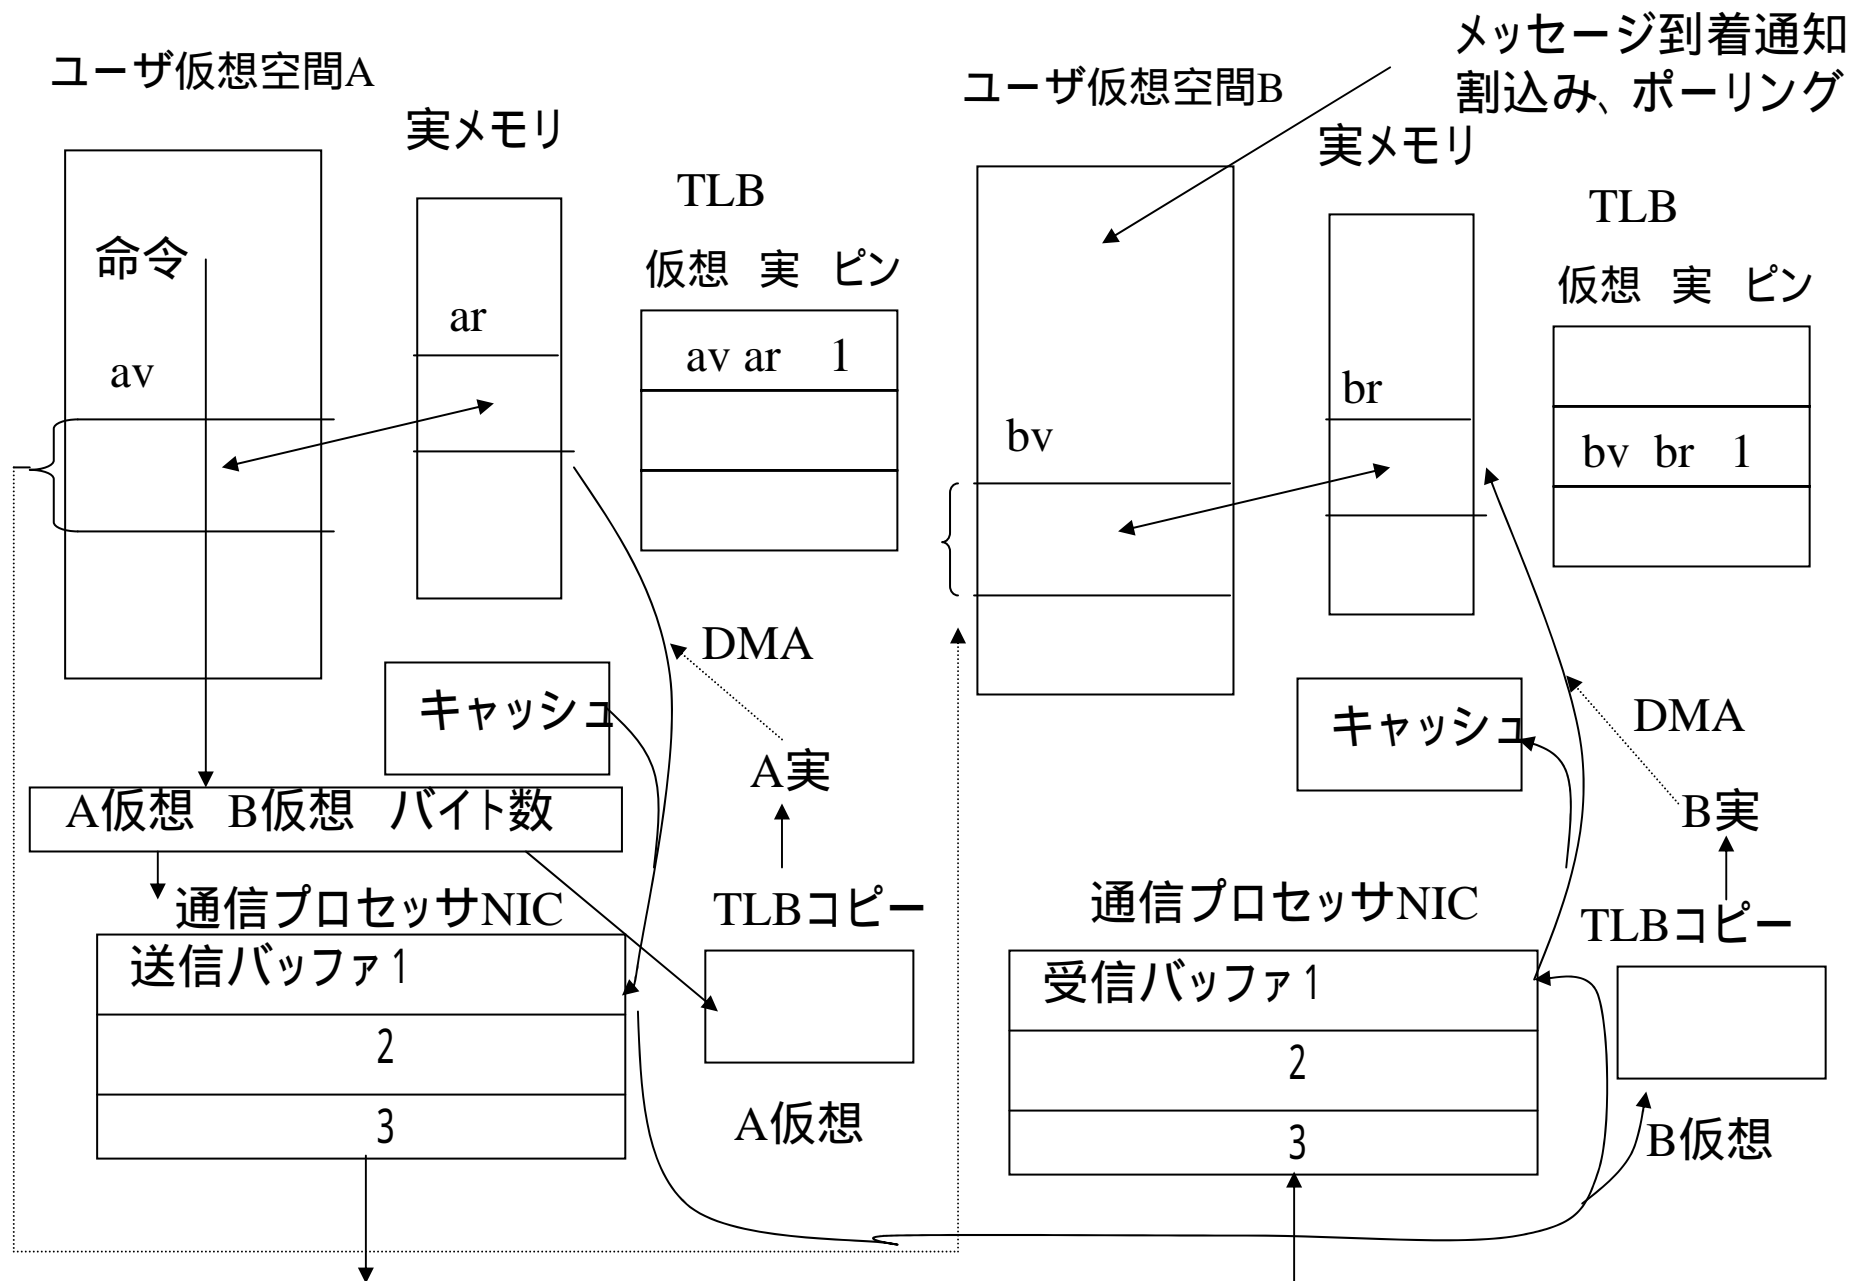 メッセージ到着通知
割込み、ポーリング
ユーザ仮想空間A
実メモリ
TLB
仮想 実 ピン
命令
av
ar
av ar 1
キャッシュ
DMA
A実
A仮想 B仮想 バイト数
通信プロセッサNIC
送信バッファ1
2
3
TLBコピー
A仮想
ユーザ仮想空間B
実メモリ
TLB
仮想 実 ピン
bv
br
bv br 1
キャッシュ
DMA
B実
通信プロセッサNIC
受信バッファ1
2
3
TLBコピー
B仮想